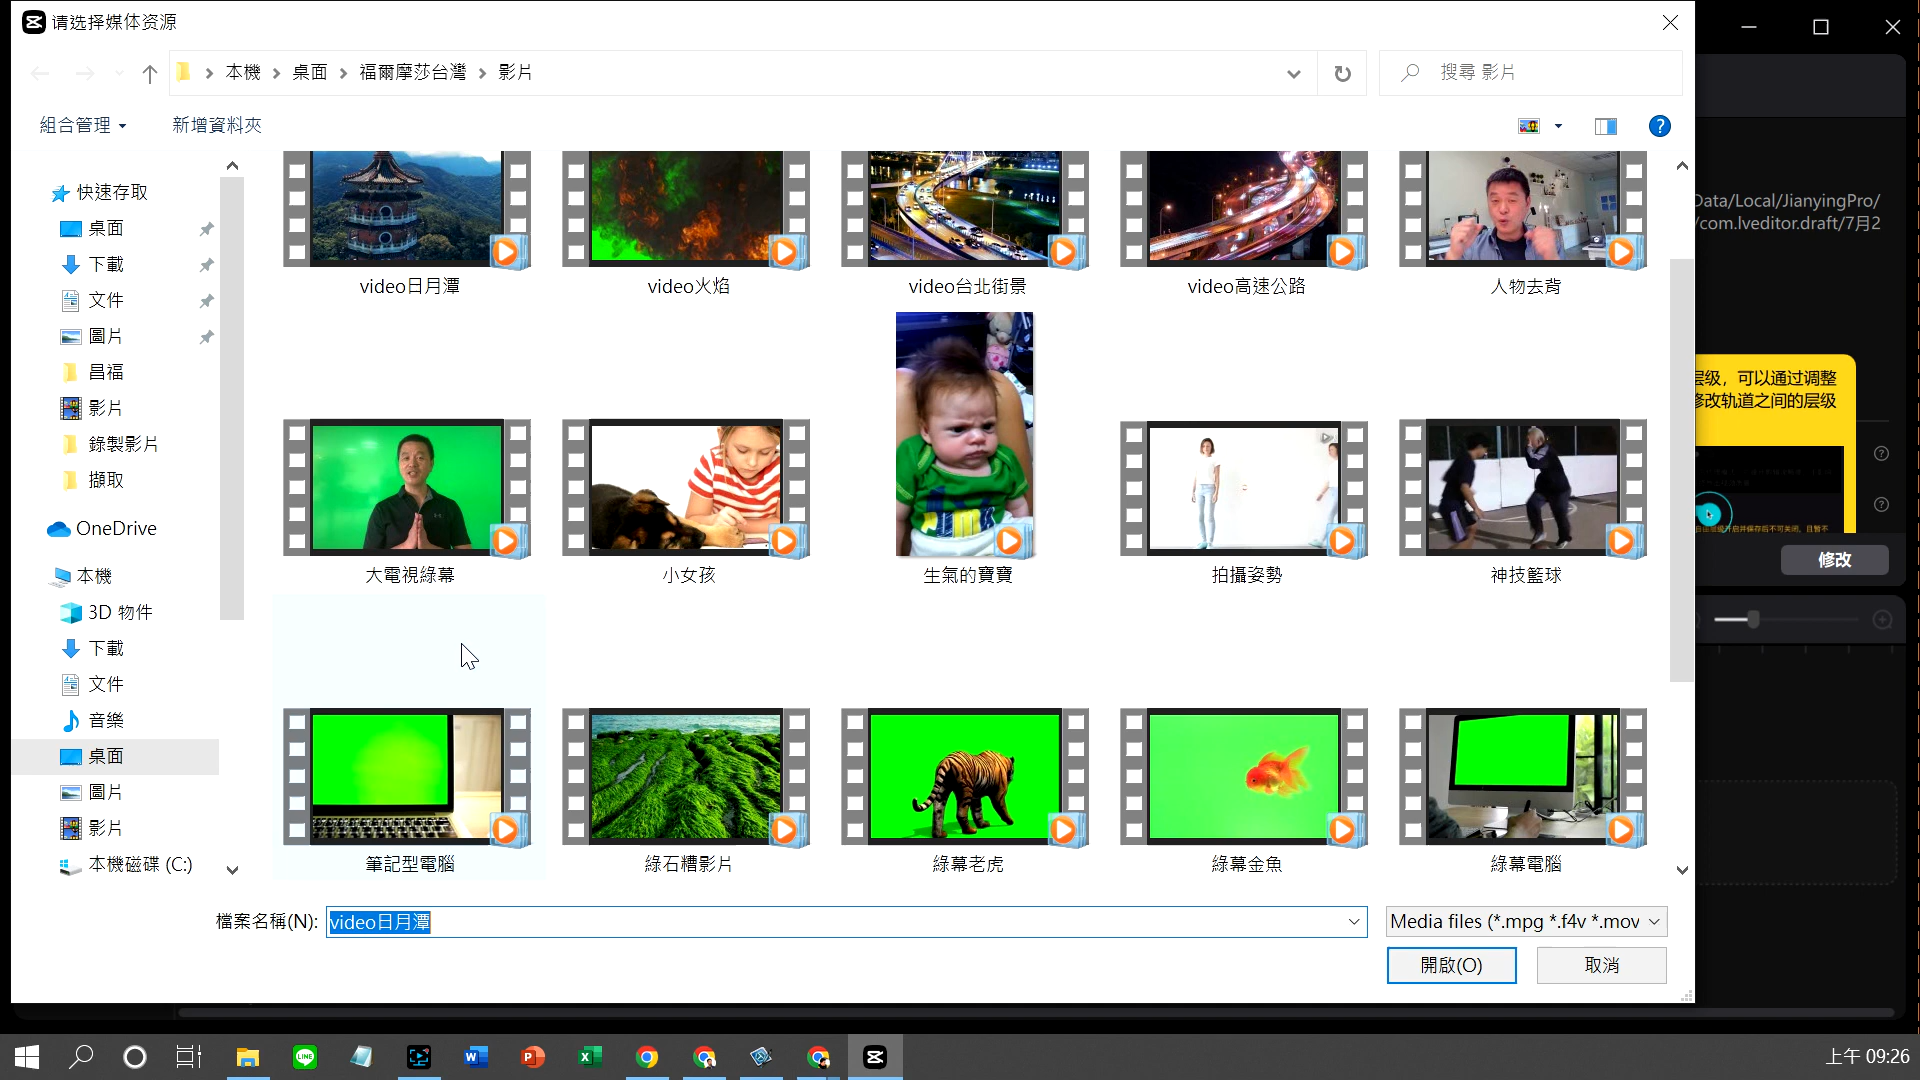 请选择媒体资源
本機
桌面
福爾摩莎台灣
影片
搜尋 影片
組合管理
新增資料夾
Data/Local/JianyingPro/
/com.lveditor.draft/7月2
快速存取
桌面
下載
文件
圖片
昌福
影片
錄製影片
擷取
OneDrive
本機
3D 物件
下載
文件
音樂
桌面
圖片
影片
本機磁碟 (C:)
video日月潭
video火焰
video台北街景
video高速公路
人物去背
大電視綠幕
小女孩
生氣的寶寶
拍攝姿勢
神技籃球
筆記型電腦
綠石糟影片
綠幕老虎
綠幕金魚
綠幕電腦
层级，可以通过调整
修改轨道之间的层级
修改
檔案名稱(N):
video日月潭
Media files (*.mpg *.f4v *.mov
開啟(O)
取消
LINE
上午 09:26